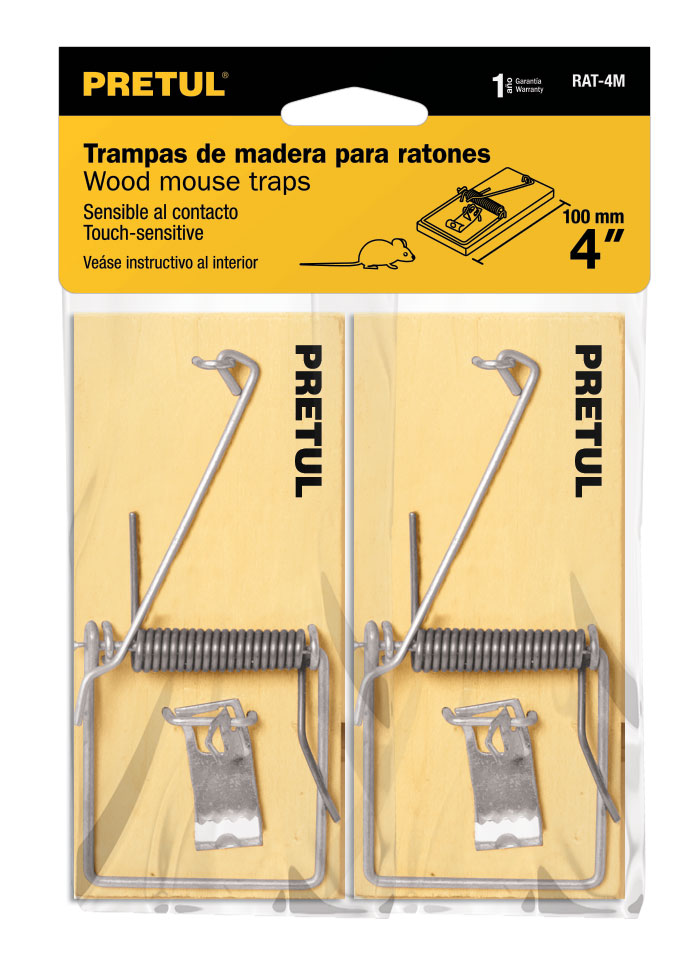 PRETUL®
1 año Garantía Warranty
RAT-4M
Trampas de madera para ratones
Wood mouse traps
Sensible al contacto
Touch-sensitive
Veáse instructivo al interior
100 mm
4”
PRETUL
PRETUL